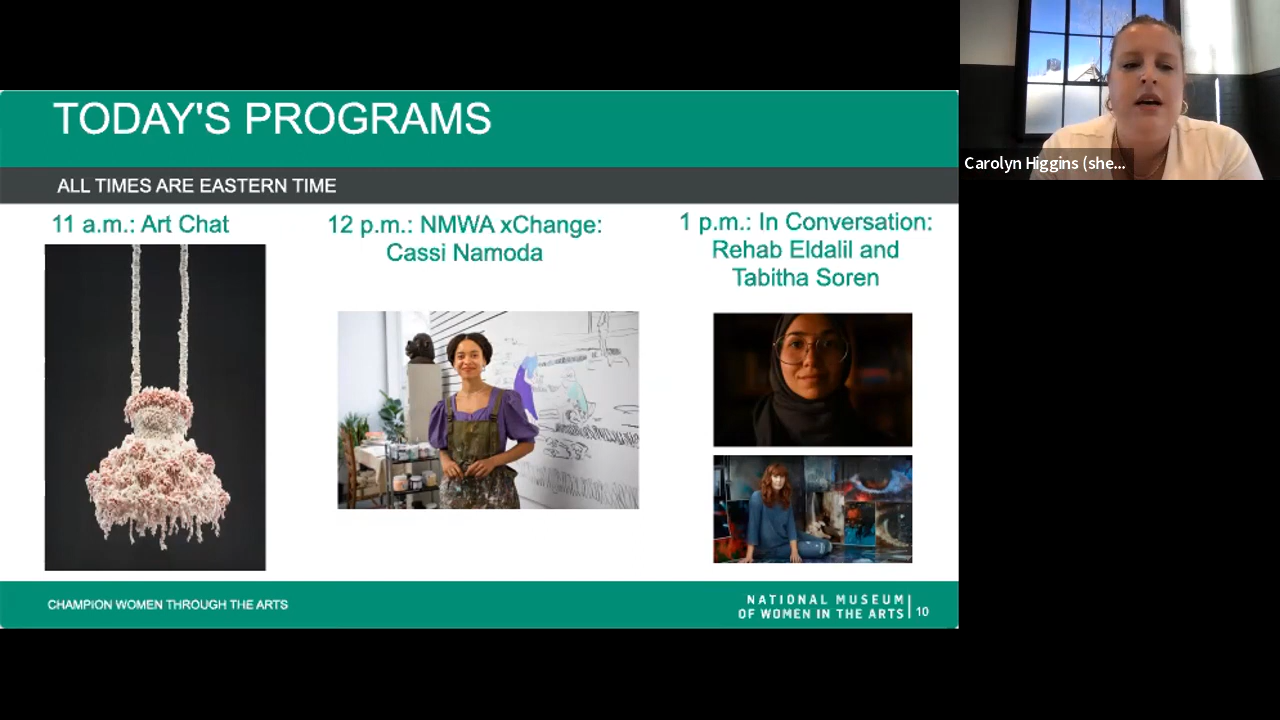 TODAY'S PROGRAMS
ALL TIMES ARE EASTERN TIME
11 a.m.: Art Chat
12 p.m.: NMWA xChange:
Cassi Namoda
1 p.m.: In Conversation:
Rehab Eldalil and
Tabitha Soren
CHAMPION WOMEN THROUGH THE ARTS
NATIONAL MUSEUM
OF WOMEN IN THE ARTS
10
Carolyn Higgins (she...